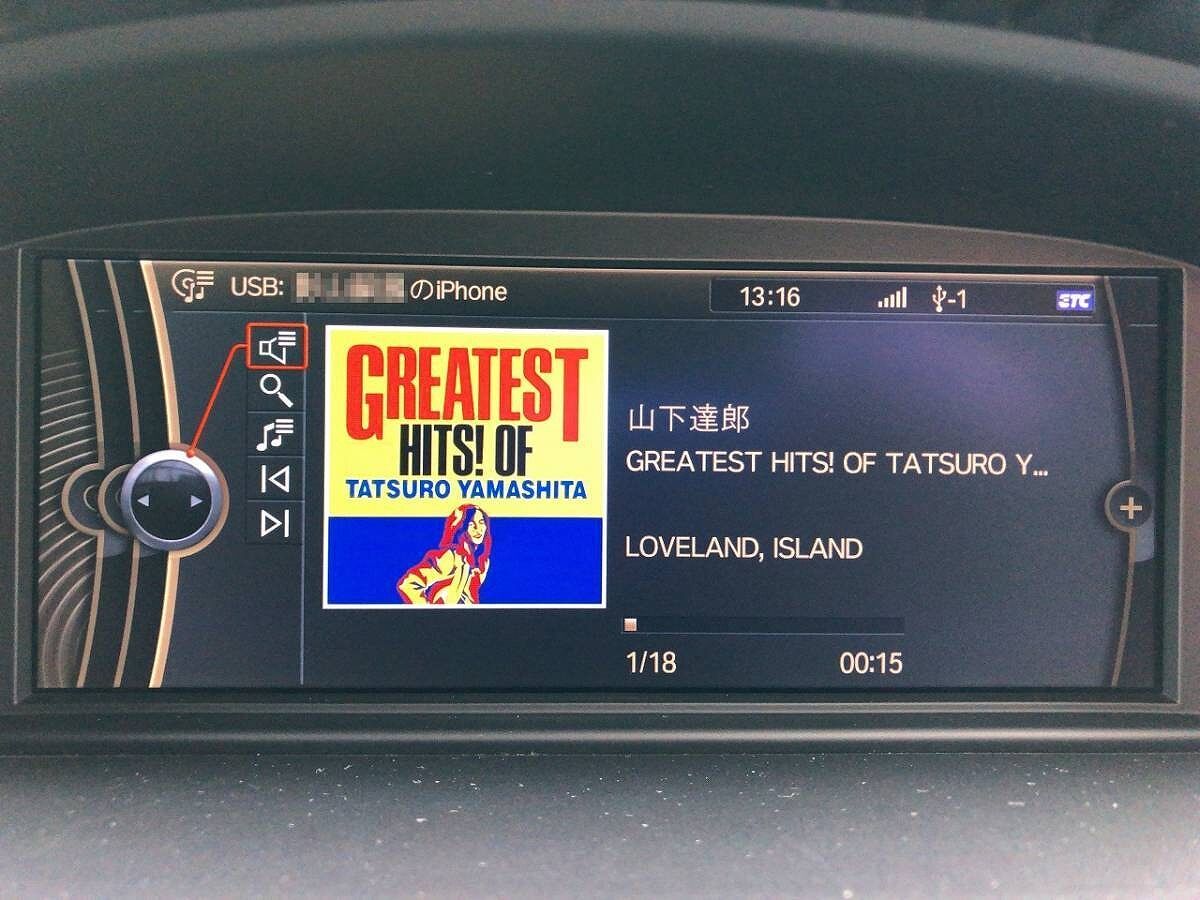 USB: のiPhone
13:16
-1
ETC
GREATEST
HITS! OF
TATSURO YAMASHITA
山下達郎
GREATEST HITS! OF TATSURO Y...
LOVELAND, ISLAND
1/18
00:15